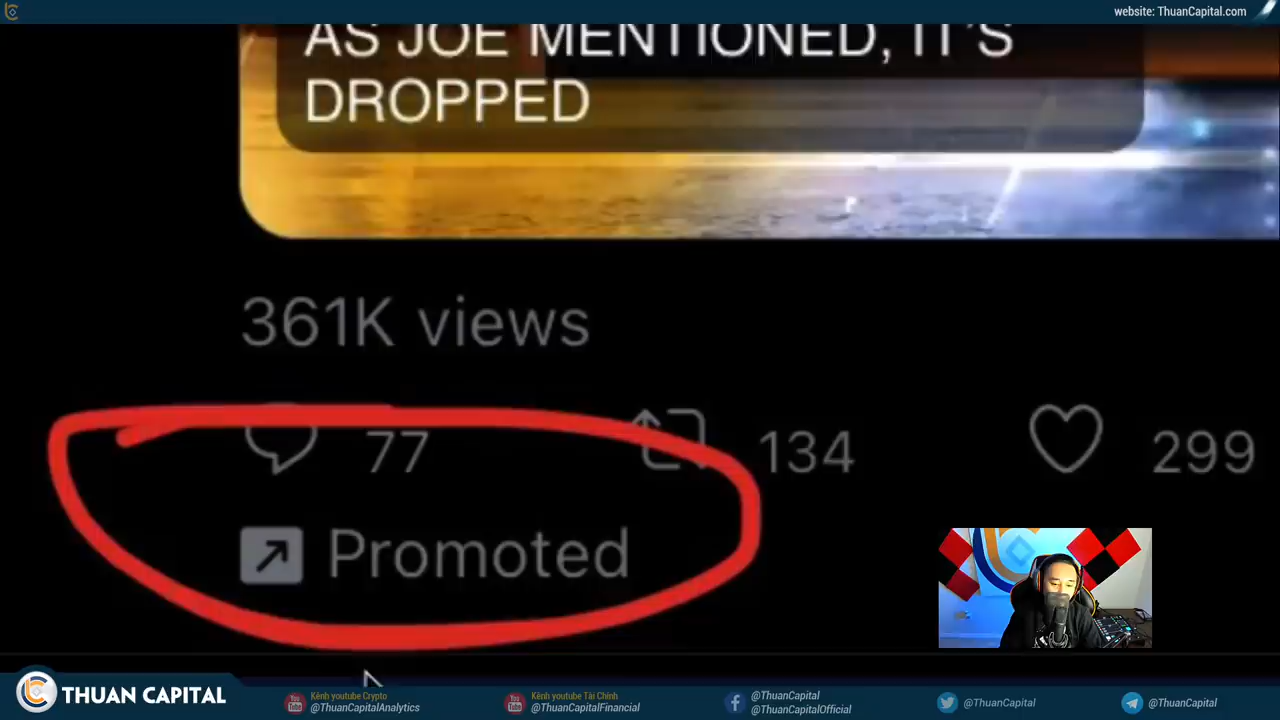 website: ThuanCapital.com
AS JOE MENTIONED, IT'S
DROPPED
361K views
77
134
299
Promoted
THUAN CAPITAL
Kênh youtube Crypto
@ThuanCapitalAnalytics
Kênh youtube Tài Chính
@ThuanCapitalFinancial
@ThuanCapital
@ThuanCapitalOfficial
@ThuanCapital
@ThuanCapital